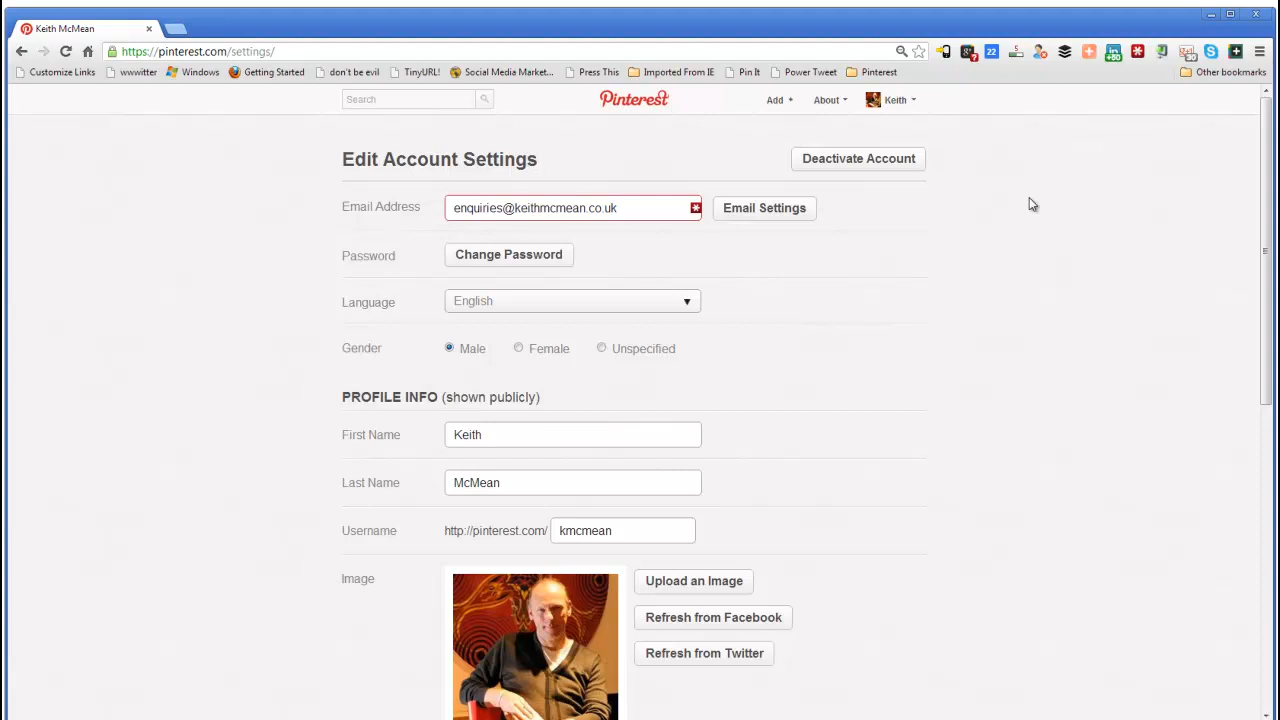 Keith McMean
https://pinterest.com/settings/
22
7
+50
Customize Links
wwwitter
Windows
Getting Started
don't be evil
TinyURL!
Social Media Market...
Press This
Imported From IE
Pin It
Power Tweet
Pinterest
Other bookmarks
Search
Pinterest
Add +
About
Keith
Edit Account Settings
Deactivate Account
Email Address
enquiries@keithmcmean.co.uk
Email Settings
Password
Change Password
Language
English
Gender
Male
Female
Unspecified
PROFILE INFO (shown publicly)
First Name
Keith
Last Name
McMean
Username
http://pinterest.com/
kmcmean
Image
Upload an Image
Refresh from Facebook
Refresh from Twitter